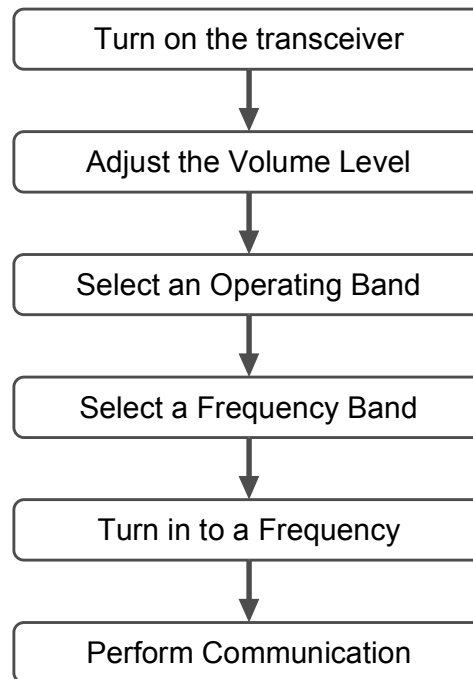 Turn on the transceiver
Adjust the Volume Level
Select an Operating Band
Select a Frequency Band
Turn in to a Frequency
Perform Communication